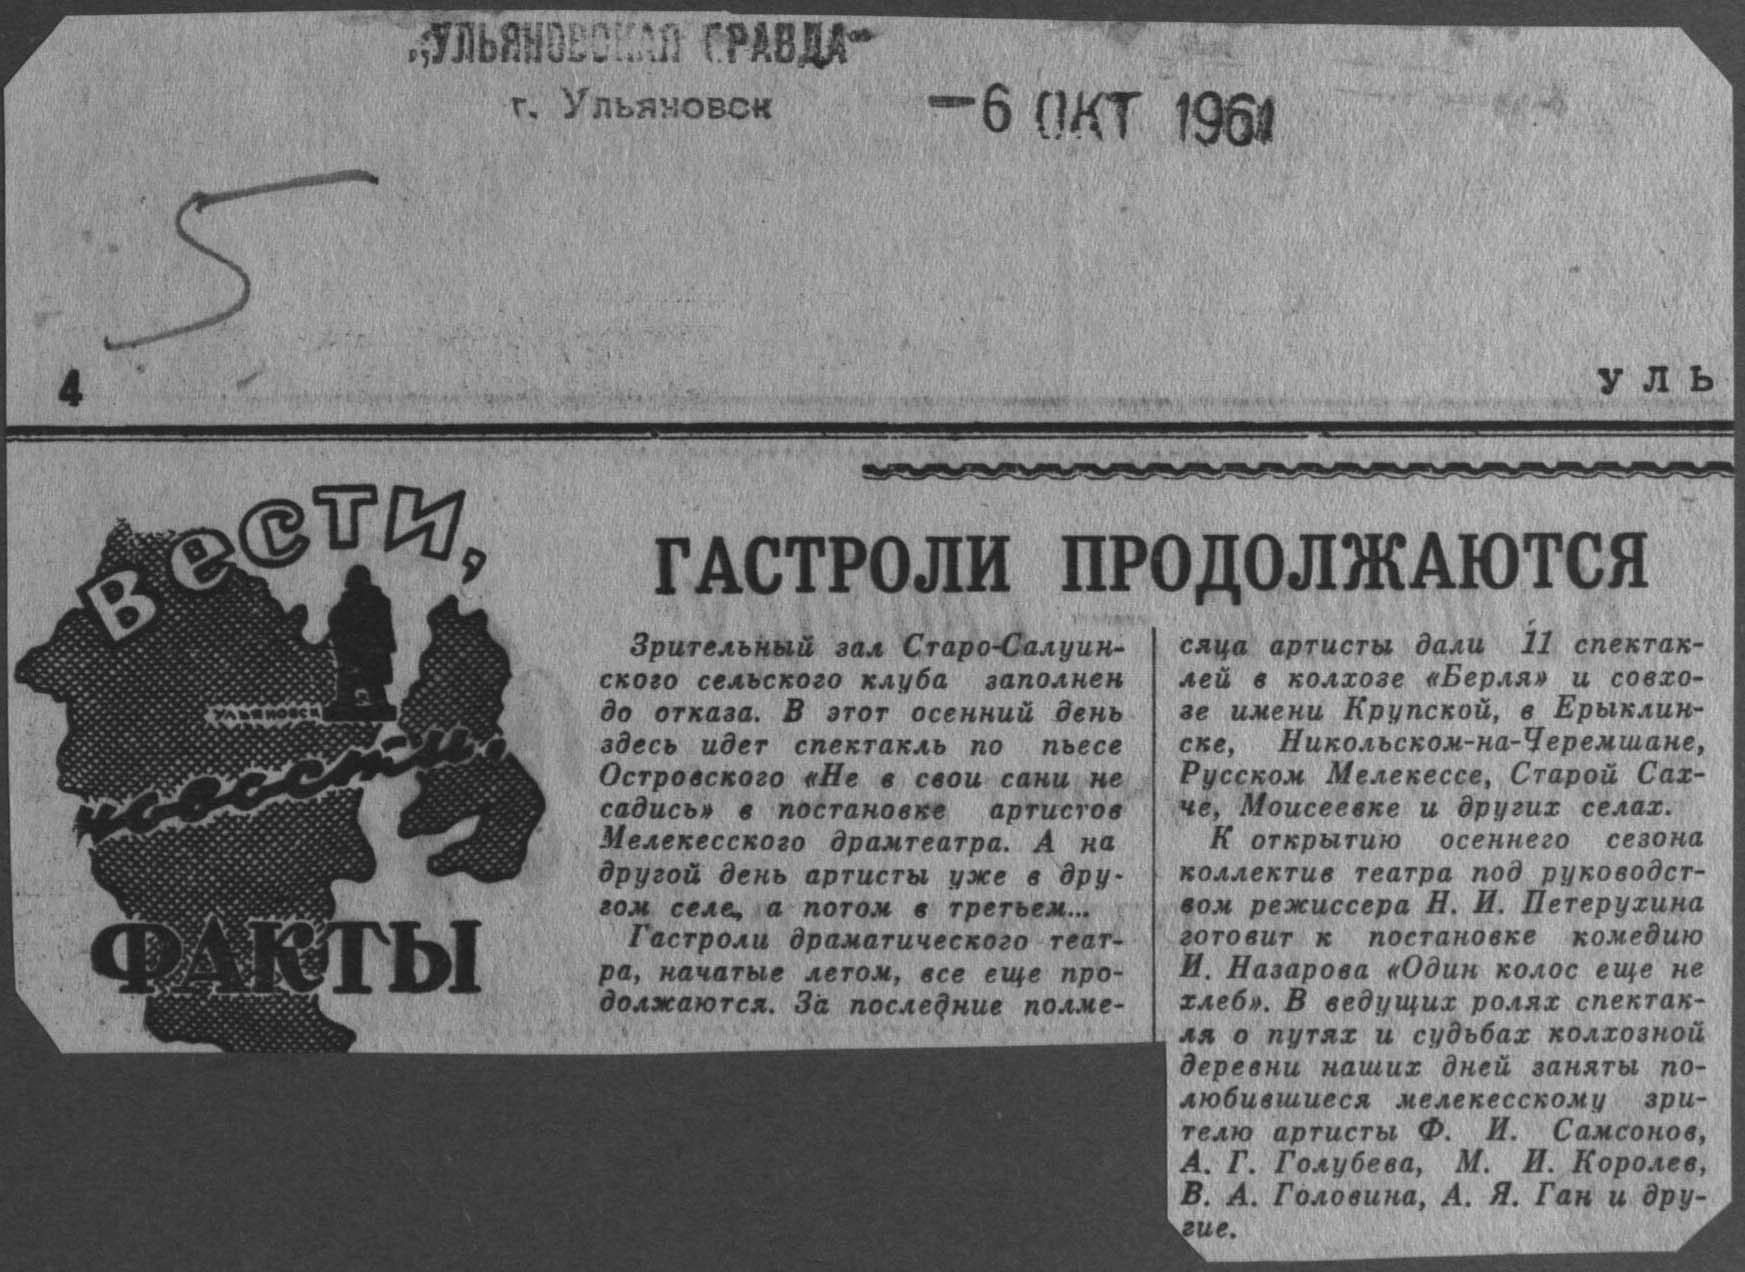 „УЛЬЯНОВСКАЯ ПРАВДА“
г. Ульяновск
-6 ОКТ 1961
5
4
УЛЬ
Вести,
УЛЬЯНОВСК
новости,
ФАКТЫ
ГАСТРОЛИ ПРОДОЛЖАЮТСЯ
Зрительный зал Старо-Салуин-
ского сельского клуба заполнен
до отказа. В этот осенний день
здесь идет спектакль по пьесе
Островского «Не в свои сани не
садись» в постановке артистов
Мелекесского драмтеатра. А на
другой день артисты уже в дру-
гом селе, а потом в третьем...
Гастроли драматического теат-
ра, начатые летом, все еще про-
должаются. За последние полме-
сяца артисты дали 11 спектак-
лей в колхозе «Берля» и совхо-
зе имени Крупской, в Ерыклин-
ске, Никольском-на-Черемшане,
Русском Мелекессе, Старой Сах-
че, Моисеевке и других селах.
К открытию осеннего сезона
коллектив театра под руководст-
вом режиссера Н. И. Петерухина
готовит к постановке комедию
И. Назарова «Один колос еще не
хлеб». В ведущих ролях спектак-
ля о путях и судьбах колхозной
деревни наших дней заняты по-
любившиеся мелекесскому зри-
телю артисты Ф. И. Самсонов,
А. Г. Голубева, М. И. Королев,
В. А. Головина, А. Я. Ган и дру-
гие.